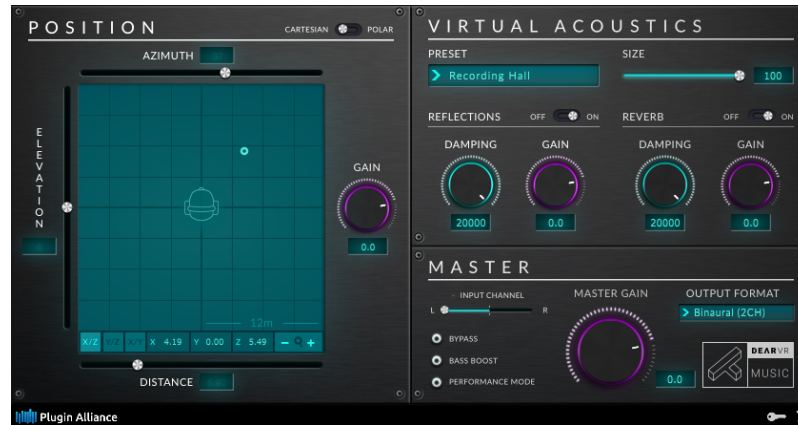 POSITION
CARTESIAN POLAR
AZIMUTH
ELEVATION
GAIN
0.0
12m
X/Z Y/Z X/Y X 4.19 Y 0.00 Z 5.49 - +
DISTANCE
VIRTUAL ACOUSTICS
PRESET SIZE
Recording Hall 100
REFLECTIONS OFF ON REVERB OFF ON
DAMPING GAIN DAMPING GAIN
20000 0.0 20000 0.0
MASTER
INPUT CHANNEL
L R
BYPASS
BASS BOOST
PERFORMANCE MODE
MASTER GAIN
0.0
OUTPUT FORMAT
Binaural (2CH)
DEARVR
MUSIC
Plugin Alliance